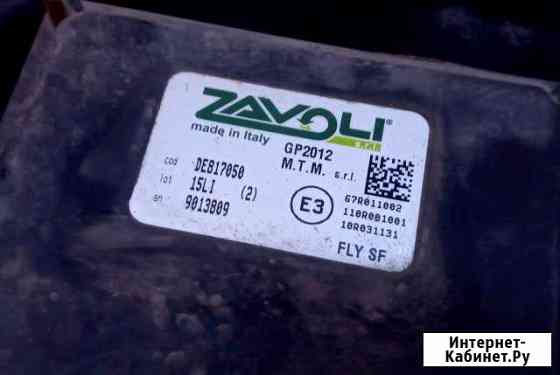 ZAVOLI
made in Italy
GP2012
M.T.M. s.r.l.
cod DE817050
lot 15LI (2)
sn 9013809
E3
67R011002
110R001001
10R031131
FLY SF
Интернет-
Кабинет.Ру